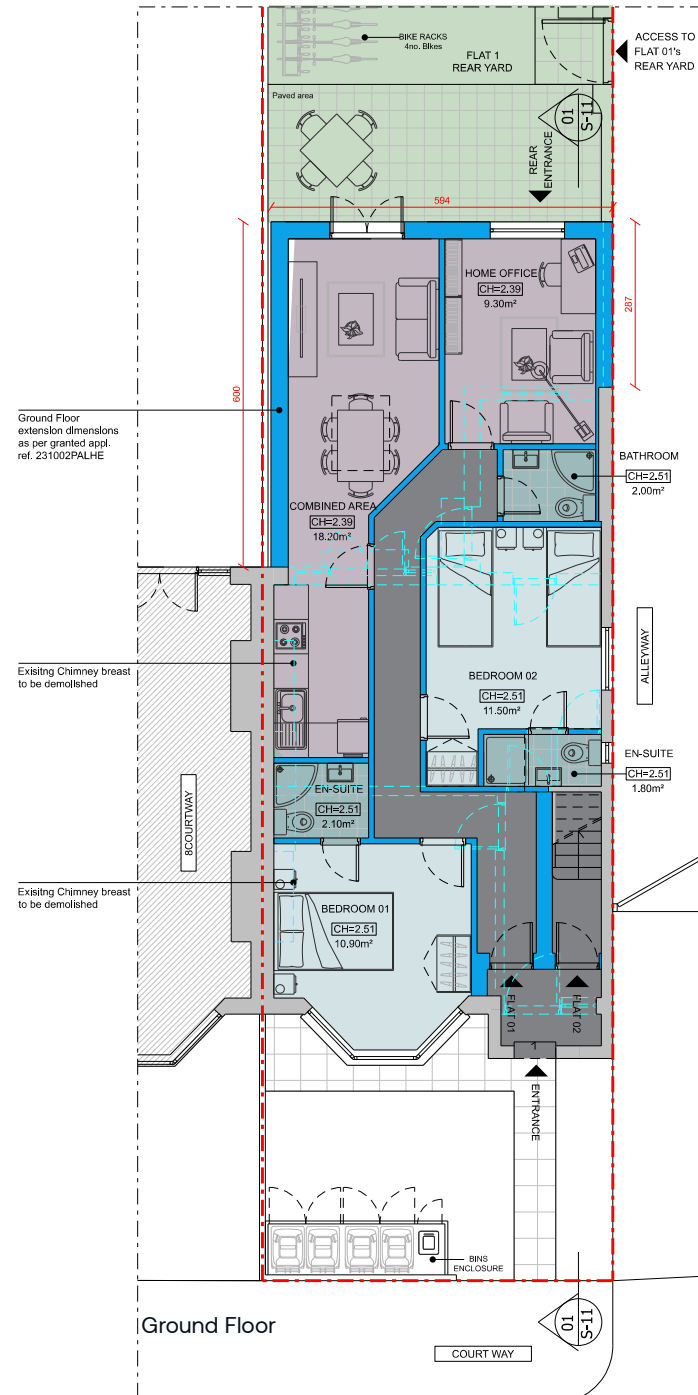 BIKE RACKS
4no. Bikes
FLAT 1
REAR YARD
ACCESS TO
FLAT 01's
REAR YARD
Paved area
01
S-11
REAR
ENTRANCE
594
HOME OFFICE
CH=2.39
9.30m²
287
600
Ground Floor
extension dimensions
as per granted appl.
ref. 231002PALHE
BATHROOM
CH=2.51
2.00m²
COMBINED AREA
CH=2.39
18.20m²
ALLEYWAY
Exisitng Chimney breast
to be demolished
BEDROOM 02
CH=2.51
11.50m²
EN-SUITE
CH=2.51
1.80m²
EN-SUITE
CH=2.51
2.10m²
8COURTWAY
Exisitng Chimney breast
to be demolished
BEDROOM 01
CH=2.51
10.90m²
FLAT 01
FLAT 02
ENTRANCE
BINS
ENCLOSURE
Ground Floor
01
S-11
COURT WAY